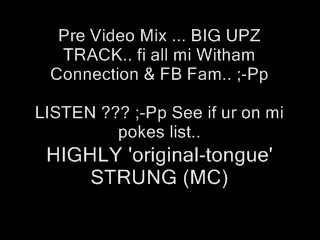 Pre Video Mix ... BIG UPZ
TRACK.. fi all mi Witham
Connection & FB Fam.. ;-Pp
LISTEN ??? ;-Pp See if ur on mi
pokes list..
HIGHLY 'original-tongue'
STRUNG (MC)